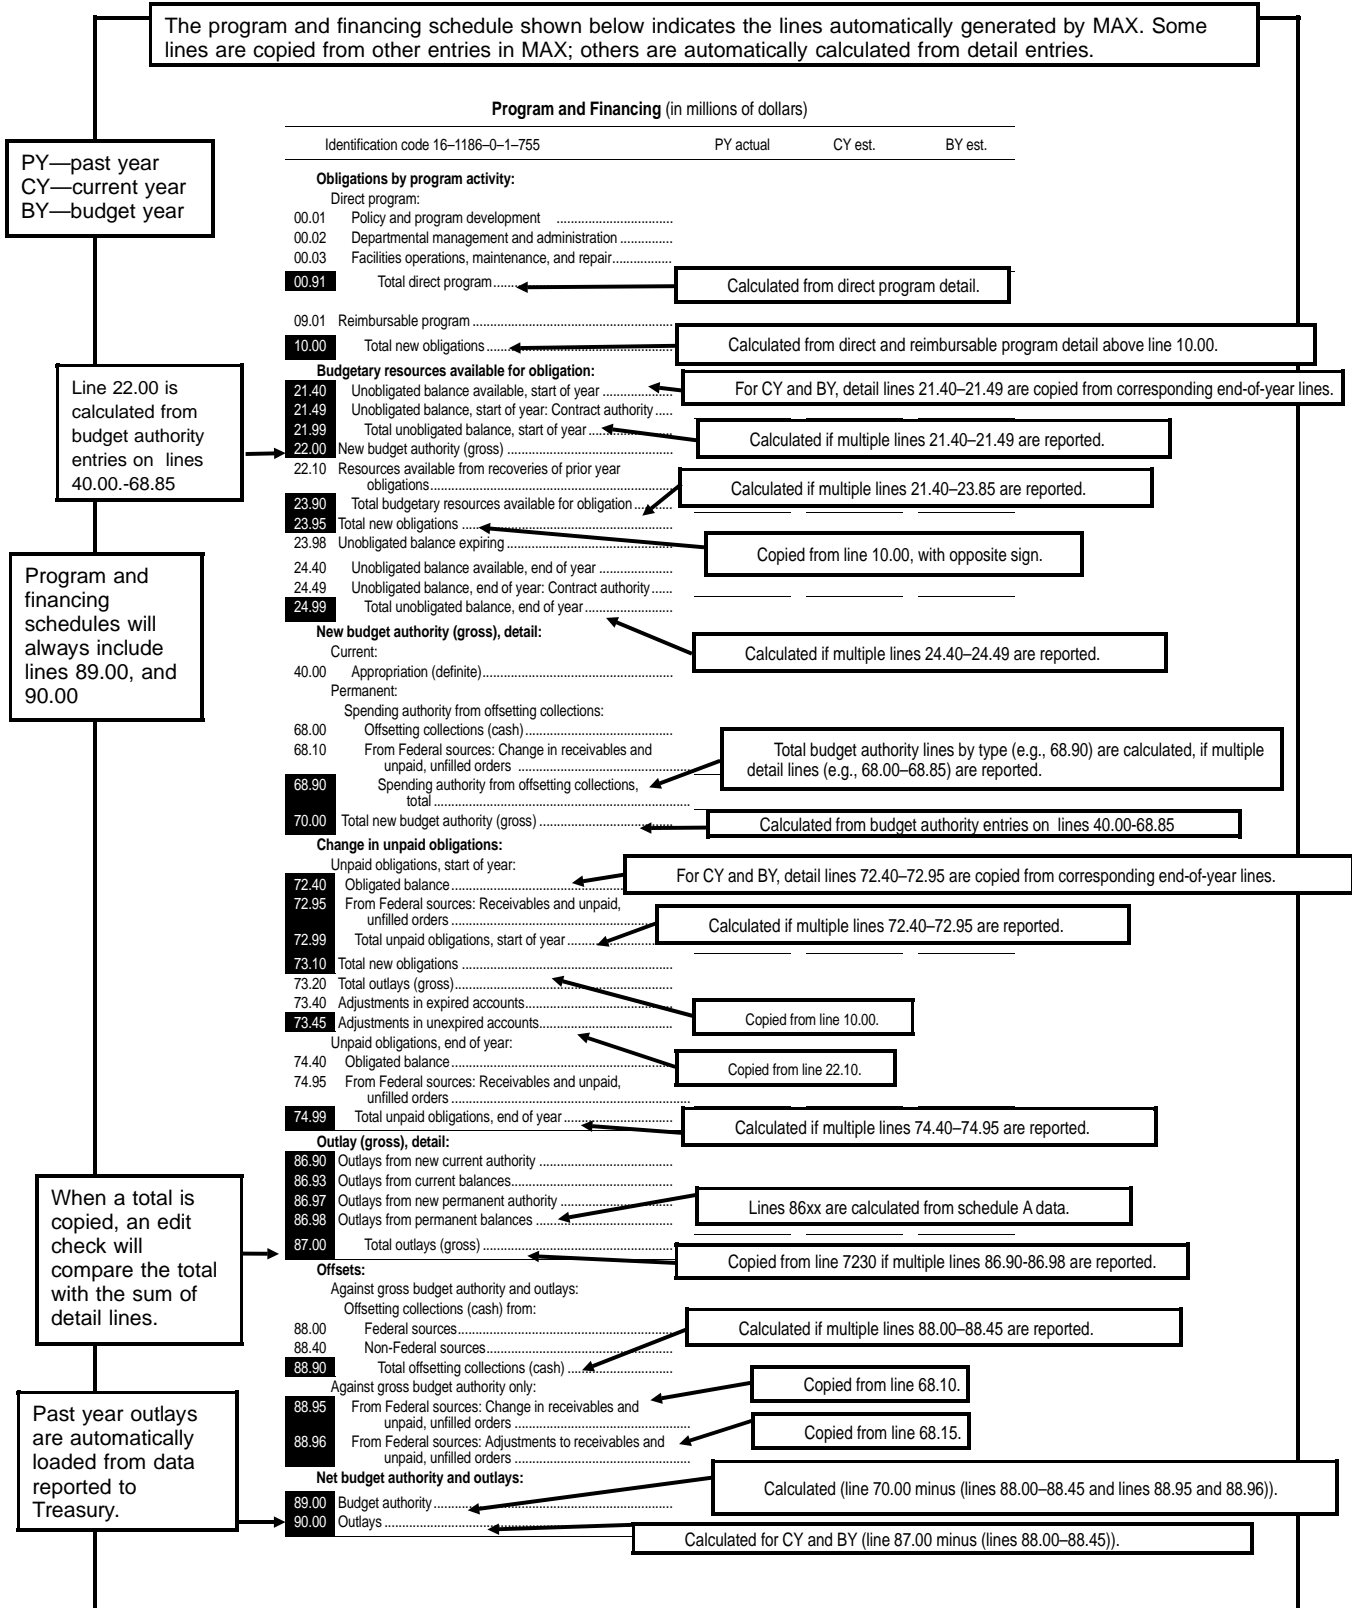 The program and financing schedule shown below indicates the lines automatically generated by MAX. Some
lines are copied from other entries in MAX; others are automatically calculated from detail entries.
Program and Financing (in millions of dollars)
Identification code 16–1186–0–1–755 PY actual CY est. BY est.
PY—past year
CY—current year
BY—budget year
Obligations by program activity:
Direct program:
00.01 Policy and program development ................................
00.02 Departmental management and administration ...............
00.03 Facilities operations, maintenance, and repair.................
00.91 Total direct program.......
Calculated from direct program detail.
09.01 Reimbursable program ........................................................
10.00 Total new obligations.....................................................
Calculated from direct and reimbursable program detail above line 10.00.
Line 22.00 is
calculated from
budget authority
entries on lines
40.00.-68.85
Budgetary resources available for obligation:
21.40 Unobligated balance available, start of year ....................
For CY and BY, detail lines 21.40–21.49 are copied from corresponding end-of-year lines.
21.49 Unobligated balance, start of year: Contract authority.....
21.99 Total unobligated balance, start of year........................
Calculated if multiple lines 21.40–21.49 are reported.
22.00 New budget authority (gross) ..............................................
22.10 Resources available from recoveries of prior year
obligations....................................................................
Calculated if multiple lines 21.40–23.85 are reported.
23.90 Total budgetary resources available for obligation...........
23.95 Total new obligations ...........................................................
23.98 Unobligated balance expiring...............................................
Copied from line 10.00, with opposite sign.
24.40 Unobligated balance available, end of year .....................
24.49 Unobligated balance, end of year: Contract authority......
24.99 Total unobligated balance, end of year.........................
Program and
financing
schedules will
always include
lines 89.00, and
90.00
New budget authority (gross), detail:
Current:
Calculated if multiple lines 24.40–24.49 are reported.
40.00 Appropriation (definite).....................................................
Permanent:
Spending authority from offsetting collections:
68.00 Offsetting collections (cash).........................................
68.10 From Federal sources: Change in receivables and
unpaid, unfilled orders ..........................................
Total budget authority lines by type (e.g., 68.90) are calculated, if multiple
detail lines (e.g., 68.00–68.85) are reported.
68.90 Spending authority from offsetting collections,
total ......................................................................
70.00 Total new budget authority (gross) .....................................
Calculated from budget authority entries on lines 40.00-68.85
Change in unpaid obligations:
Unpaid obligations, start of year:
For CY and BY, detail lines 72.40–72.95 are copied from corresponding end-of-year lines.
72.40 Obligated balance...............................................................
72.95 From Federal sources: Receivables and unpaid,
unfilled orders ..............................................................
Calculated if multiple lines 72.40–72.95 are reported.
72.99 Total unpaid obligations, start of year.............................
73.10 Total new obligations ...........................................................
73.20 Total outlays (gross).............................................................
73.40 Adjustments in expired accounts.........................................
73.45 Adjustments in unexpired accounts.....................................
Copied from line 10.00.
Unpaid obligations, end of year:
74.40 Obligated balance...............................................................
Copied from line 22.10.
74.95 From Federal sources: Receivables and unpaid,
unfilled orders ..............................................................
74.99 Total unpaid obligations, end of year..............................
Calculated if multiple lines 74.40–74.95 are reported.
Outlay (gross), detail:
86.90 Outlays from new current authority .....................................
86.93 Outlays from current balances.............................................
86.97 Outlays from new permanent authority ................................
86.98 Outlays from permanent balances ......................................
Lines 86xx are calculated from schedule A data.
87.00 Total outlays (gross) .....................................................
Copied from line 7230 if multiple lines 86.90-86.98 are reported.
When a total is
copied, an edit
check will
compare the total
with the sum of
detail lines.
Offsets:
Against gross budget authority and outlays:
Offsetting collections (cash) from:
88.00 Federal sources............................................................
88.40 Non-Federal sources....................................................
Calculated if multiple lines 88.00–88.45 are reported.
88.90 Total offsetting collections (cash) .............................
Against gross budget authority only:
Copied from line 68.10.
88.95 From Federal sources: Change in receivables and
unpaid, unfilled orders ................................................
Copied from line 68.15.
88.96 From Federal sources: Adjustments to receivables and
unpaid, unfilled orders ................................................
Past year outlays
are automatically
loaded from data
reported to
Treasury.
Net budget authority and outlays:
Calculated (line 70.00 minus (lines 88.00–88.45 and lines 88.95 and 88.96)).
89.00 Budget authority...................................................................
90.00 Outlays .................................................................................
Calculated for CY and BY (line 87.00 minus (lines 88.00–88.45)).